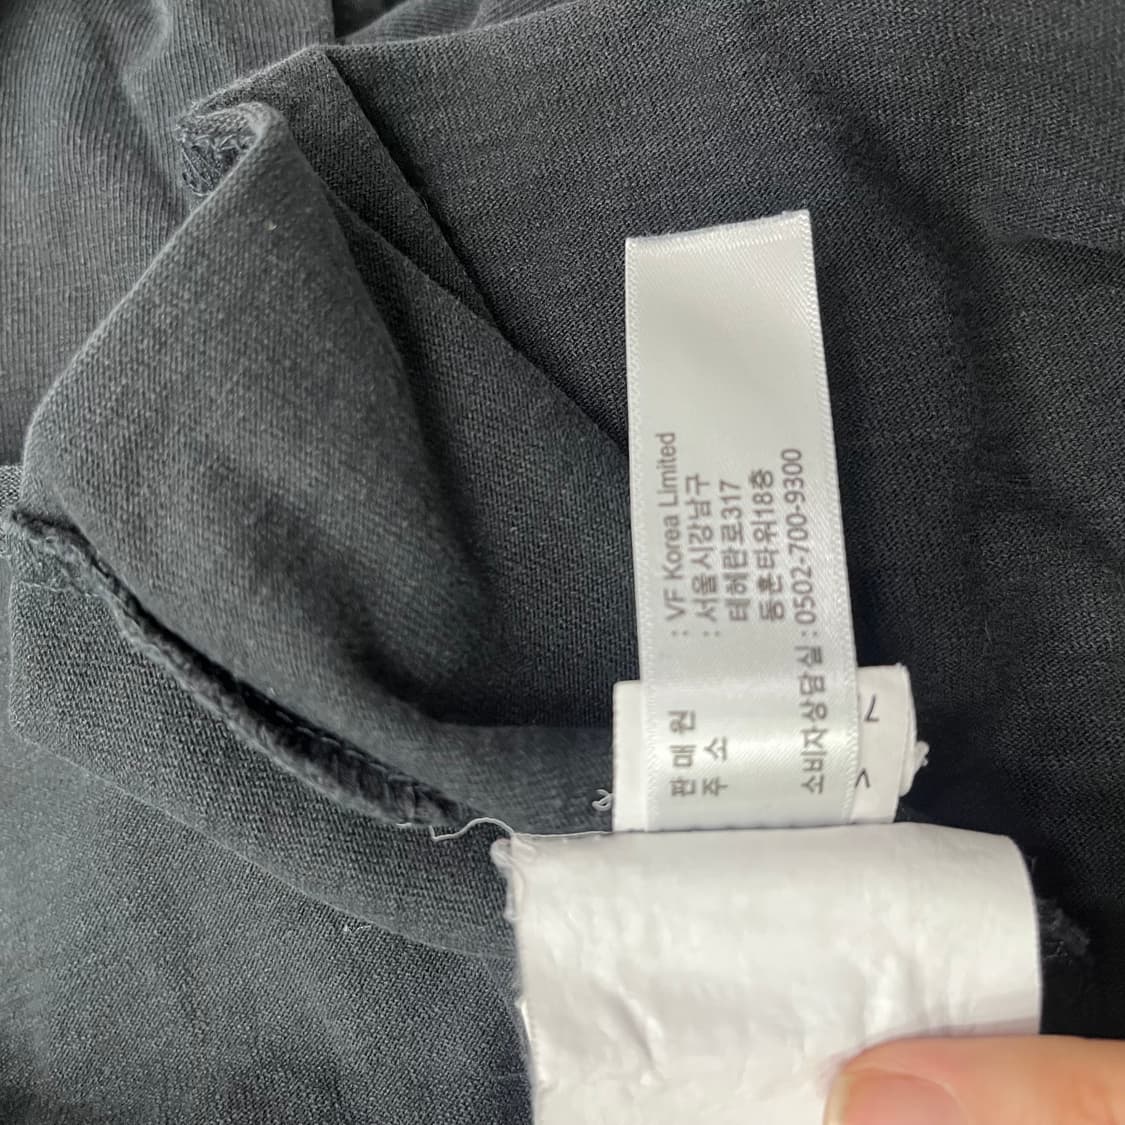 판매원 : VF Korea Limited
주소 : 서울시강남구
테헤란로317
동훈타워18층
소비자상담실 : 0502-700-9300